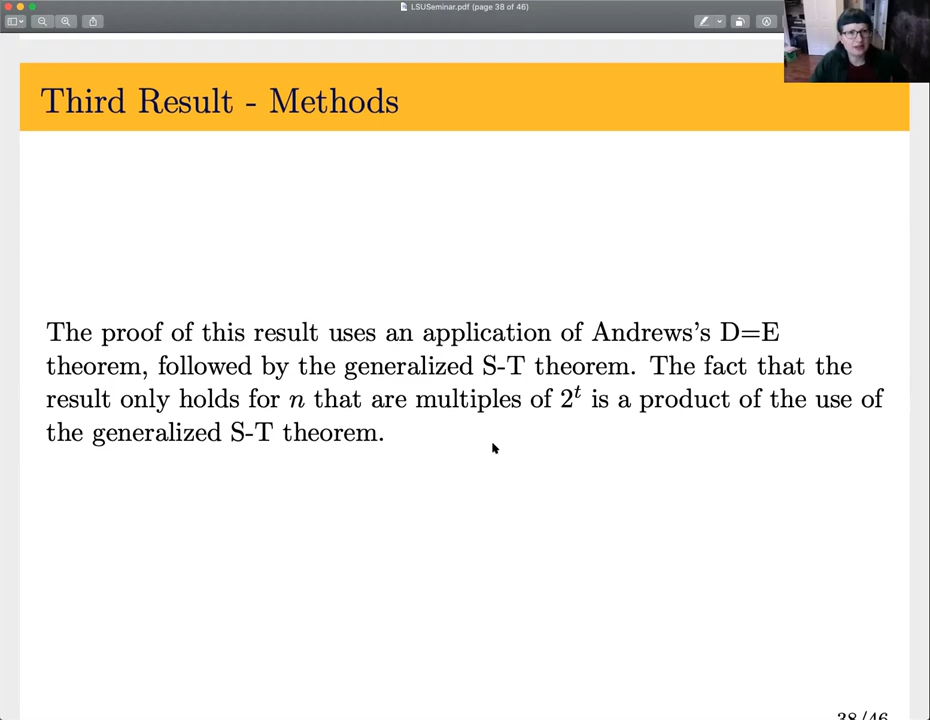 LSUSeminar.pdf (page 38 of 46)
Third Result - Methods
The proof of this result uses an application of Andrews's D=E
theorem, followed by the generalized S-T theorem. The fact that the
result only holds for n that are multiples of 2^t is a product of the use of
the generalized S-T theorem.
38/46